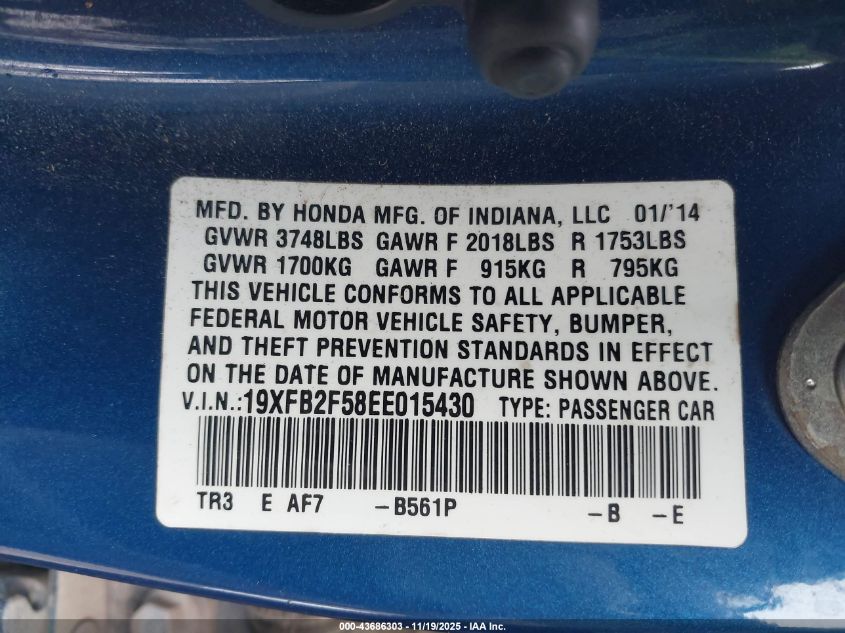 MFD. BY HONDA MFG. OF INDIANA, LLC 01/'14
GVWR 3748LBS GAWR F 2018LBS R 1753LBS
GVWR 1700KG GAWR F 915KG R 795KG
THIS VEHICLE CONFORMS TO ALL APPLICABLE
FEDERAL MOTOR VEHICLE SAFETY, BUMPER,
AND THEFT PREVENTION STANDARDS IN EFFECT
ON THE DATE OF MANUFACTURE SHOWN ABOVE.
V.I.N.:19XFB2F58EE015430 TYPE: PASSENGER CAR
TR3 E AF7 -B561P -B -E
000-43686303 - 11/19/2025 - IAA Inc.